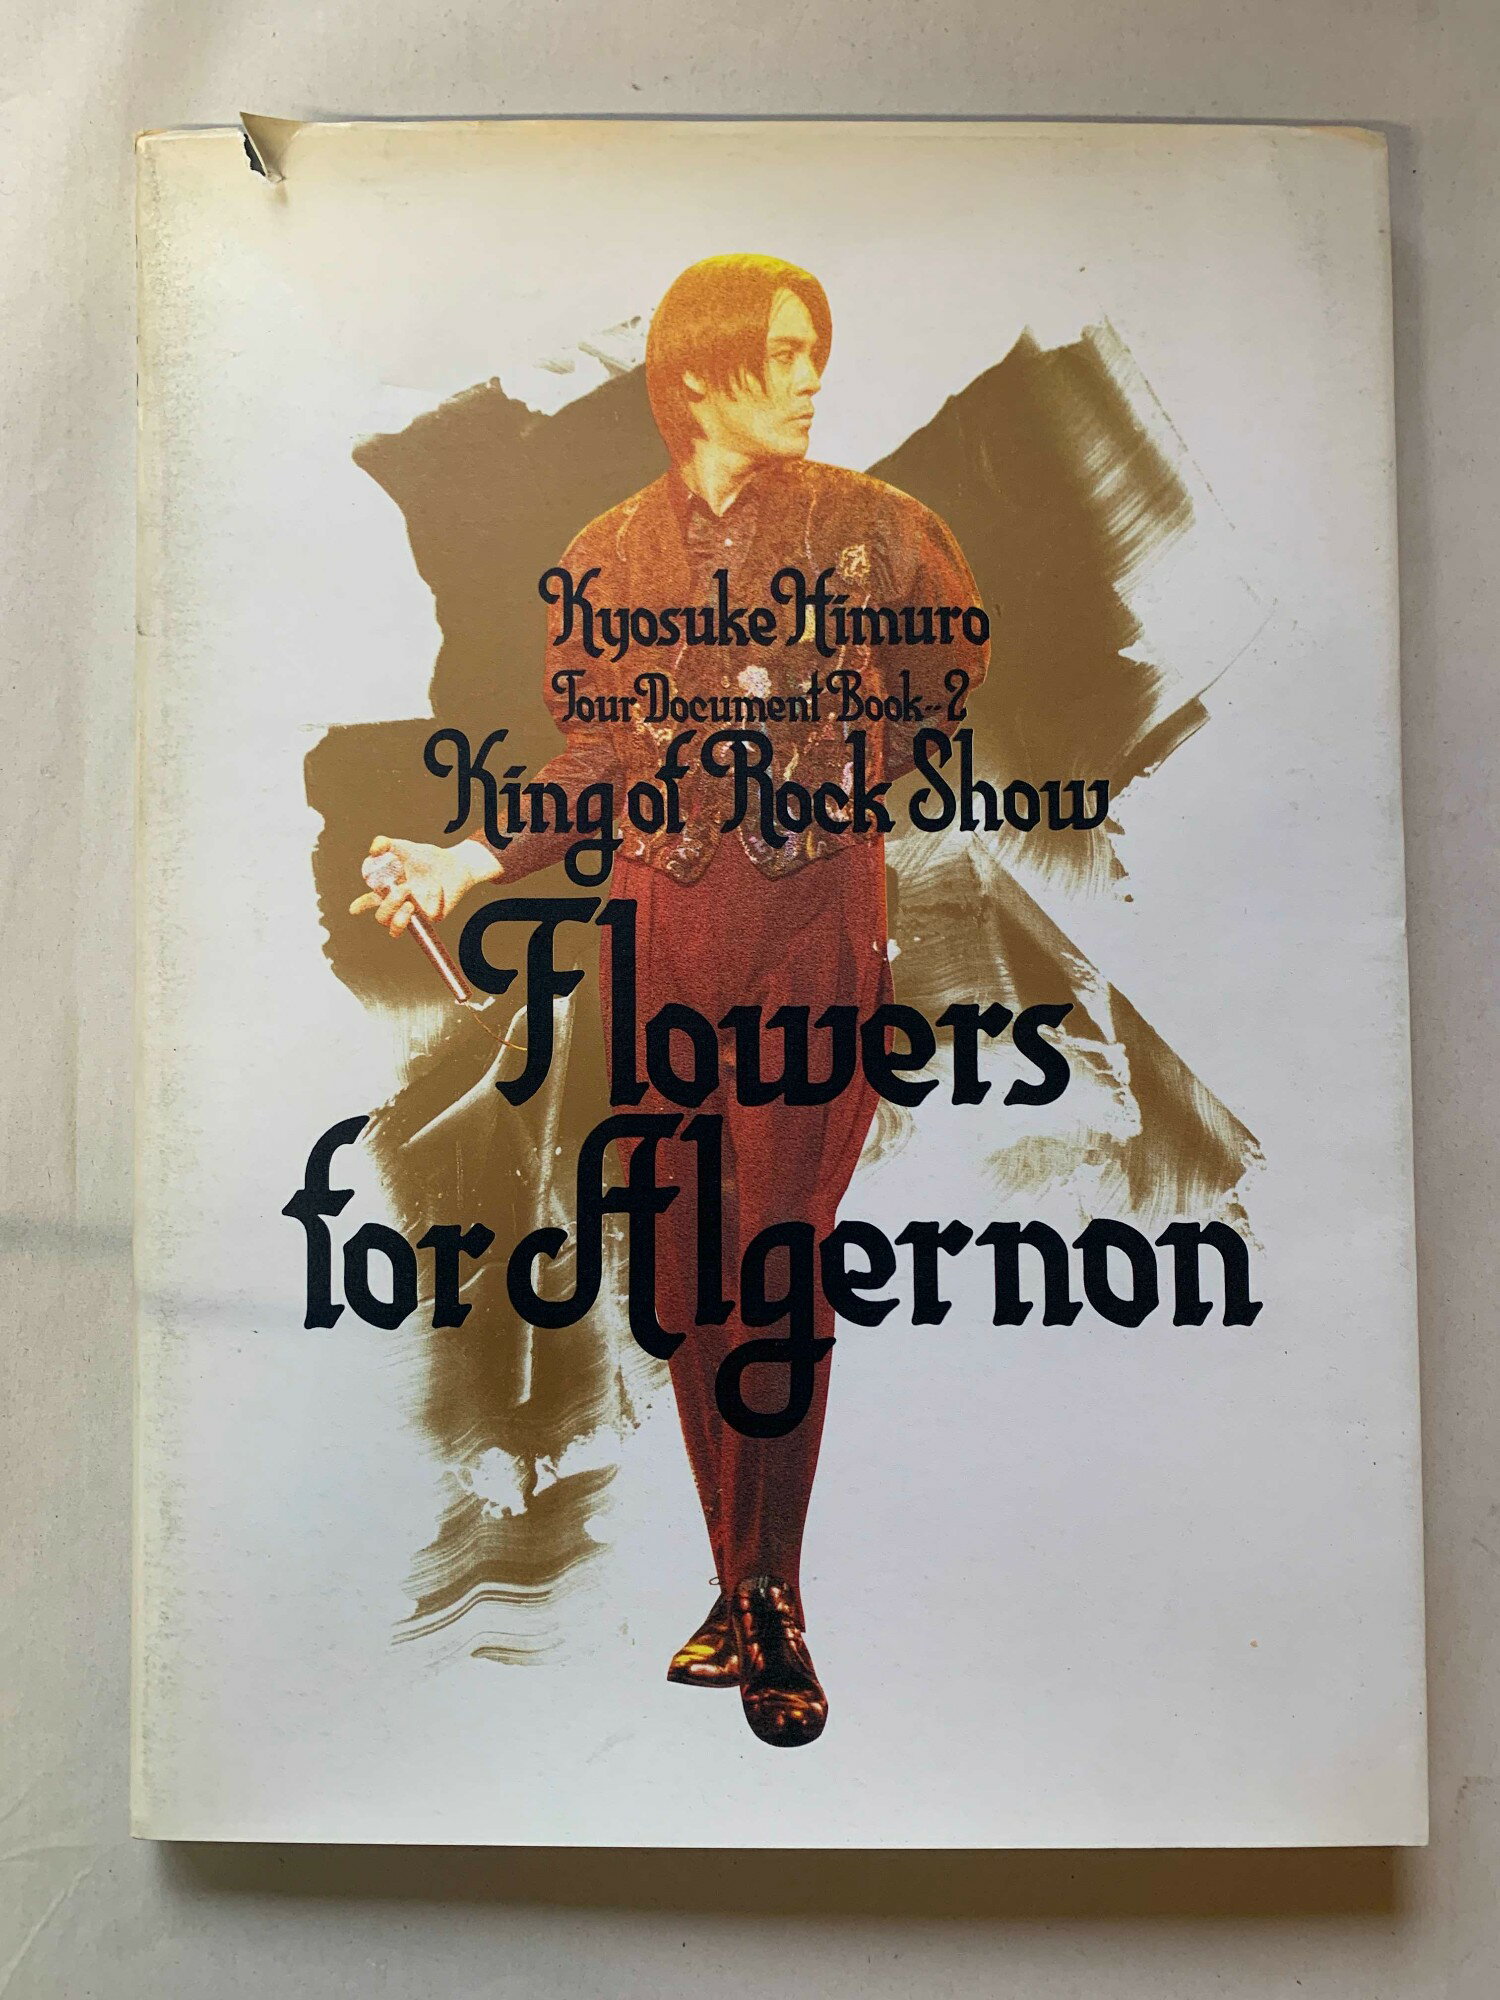 Kyosuke Himuro
Tour Document Book--2
King of Rock Show
Flowers
for Algernon